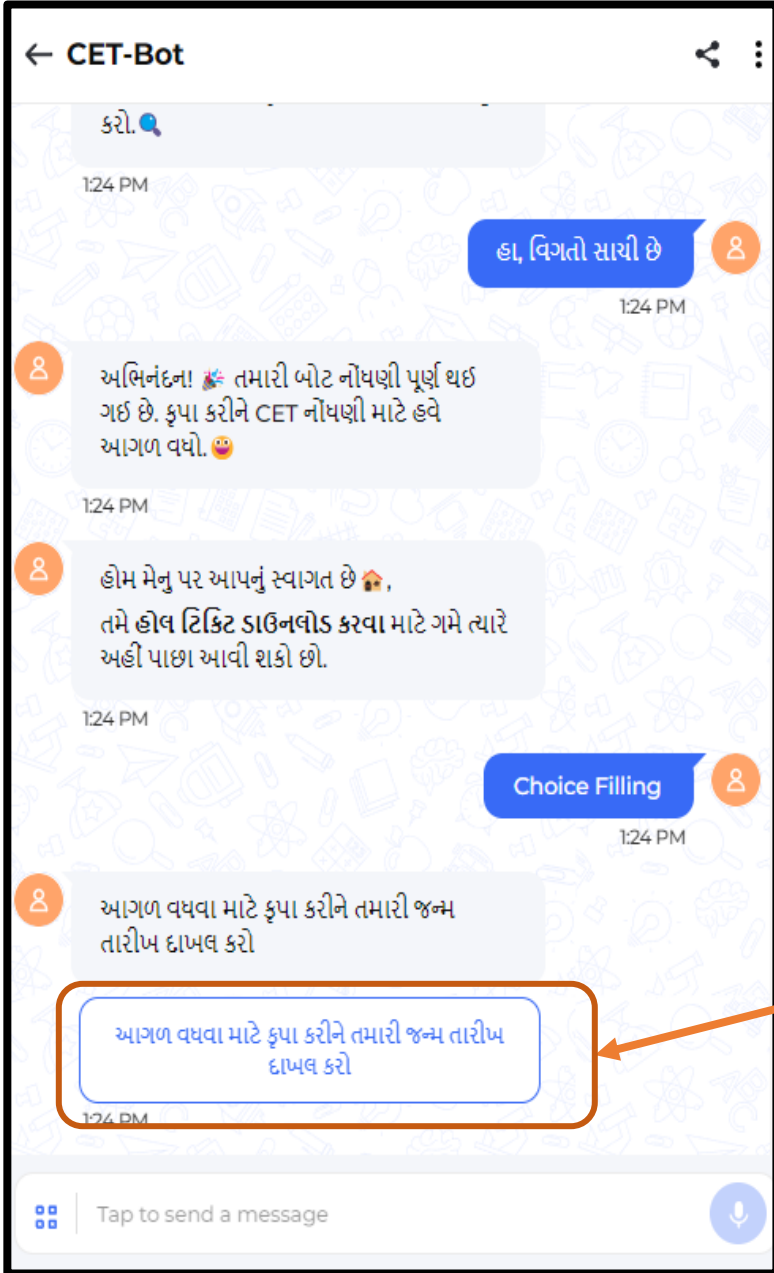 CET-Bot
કરો.
1:24 PM
હા, વિગતો સાચી છે
1:24 PM
અભિનંદન! 🎉 તમારી બોટ નોંધણી પૂર્ણ થઈ
ગઈ છે. કૃપા કરીને CET નોંધણી માટે હવે
આગળ વધો.😀
1:24 PM
હોમ મેનુ પર આપનું સ્વાગત છે🏠,
તમે હોલ ટિકિટ ડાઉનલોડ કરવા માટે ગમે ત્યારે
અહીં પાછા આવી શકો છો.
1:24 PM
Choice Filling
1:24 PM
આગળ વધવા માટે કૃપા કરીને તમારી જન્મ
તારીખ દાખલ કરો
આગળ વધવા માટે કૃપા કરીને તમારી જન્મ તારીખ
દાખલ કરો
1:24 PM
Tap to send a message